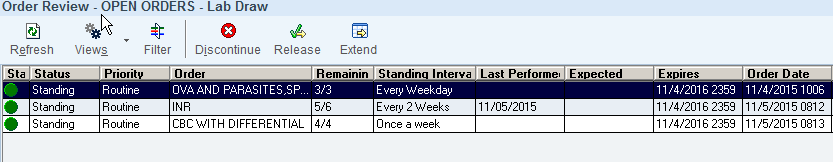 Order Review - OPEN ORDERS - Lab Draw
Refresh Views Filter Discontinue Release Extend
Sta Status Priority Order Remainin Standing Interva Last Performed Expected Expires Order Date
Standing Routine OVA AND PARASITES,SP... 3/3 Every Weekday 11/4/2016 2359 11/4/2015 1006
Standing Routine INR 5/6 Every 2 Weeks 11/05/2015 11/4/2016 2359 11/5/2015 0812
Standing Routine CBC WITH DIFFERENTIAL 4/4 Once a week 11/4/2016 2359 11/5/2015 0813